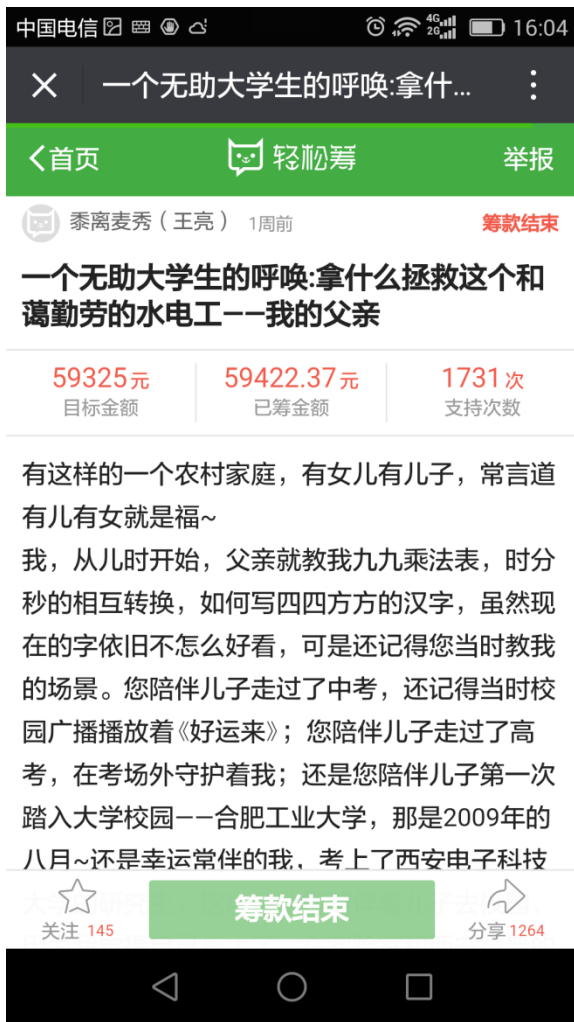 中国电信 4G 2G 16:04
一个无助大学生的呼唤:拿什...
首页 轻松筹 举报
黍离麦秀（王亮） 1周前 筹款结束
一个无助大学生的呼唤:拿什么拯救这个和
蔼勤劳的水电工——我的父亲
59325元 59422.37元 1731次
目标金额 已筹金额 支持次数
有这样的一个农村家庭，有女儿有儿子，常言道
有儿有女就是福~
我，从儿时开始，父亲就教我九九乘法表，时分
秒的相互转换，如何写四四方方的汉字，虽然现
在的字依旧不怎么好看，可是还记得您当时教我
的场景。您陪伴儿子走过了中考，还记得当时校
园广播播放着《好运来》；您陪伴儿子走过了高
考，在考场外守护着我；还是您陪伴儿子第一次
踏入大学校园——合肥工业大学，那是2009年的
八月~还是幸运常伴的我，考上了西安电子科技
筹款结束
关注 145 分享 1264